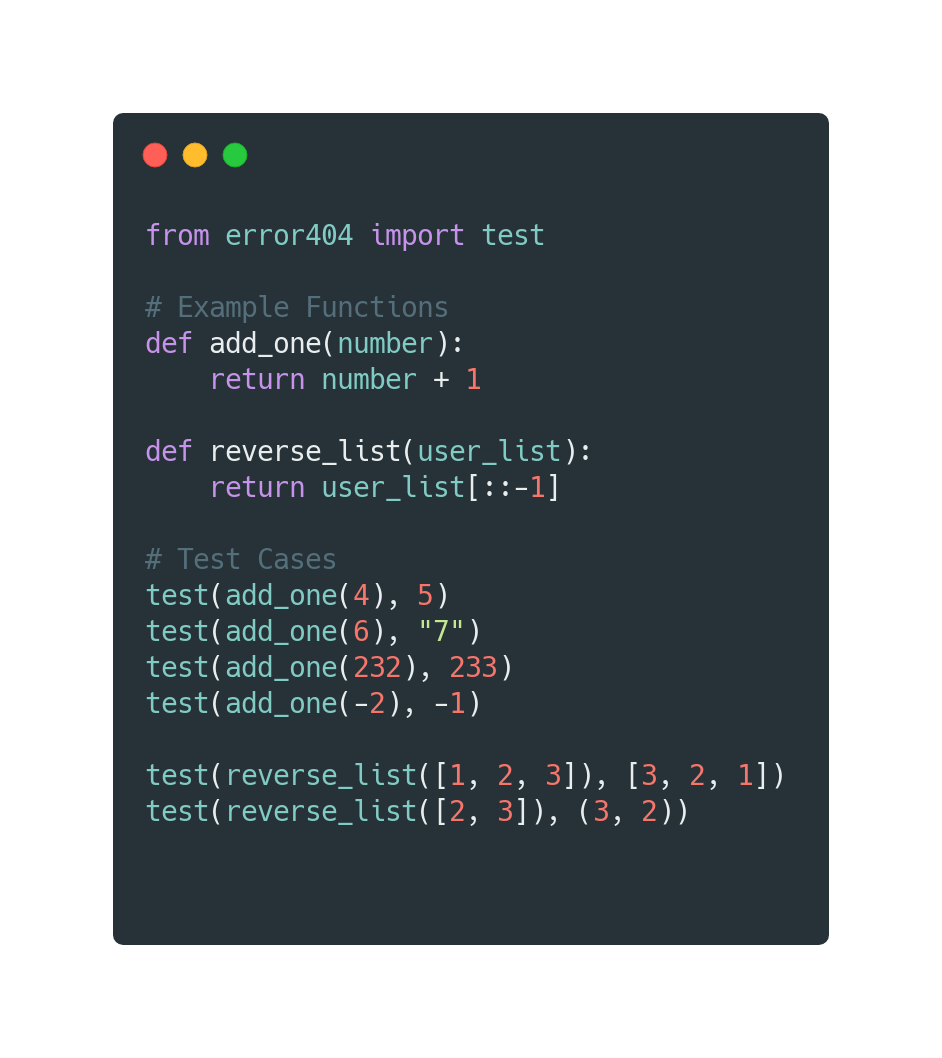 from error404 import test

# Example Functions
def add_one(number):
    return number + 1

def reverse_list(user_list):
    return user_list[::-1]

# Test Cases
test(add_one(4), 5)
test(add_one(6), "7")
test(add_one(232), 233)
test(add_one(-2), -1)

test(reverse_list([1, 2, 3]), [3, 2, 1])
test(reverse_list([2, 3]), (3, 2))